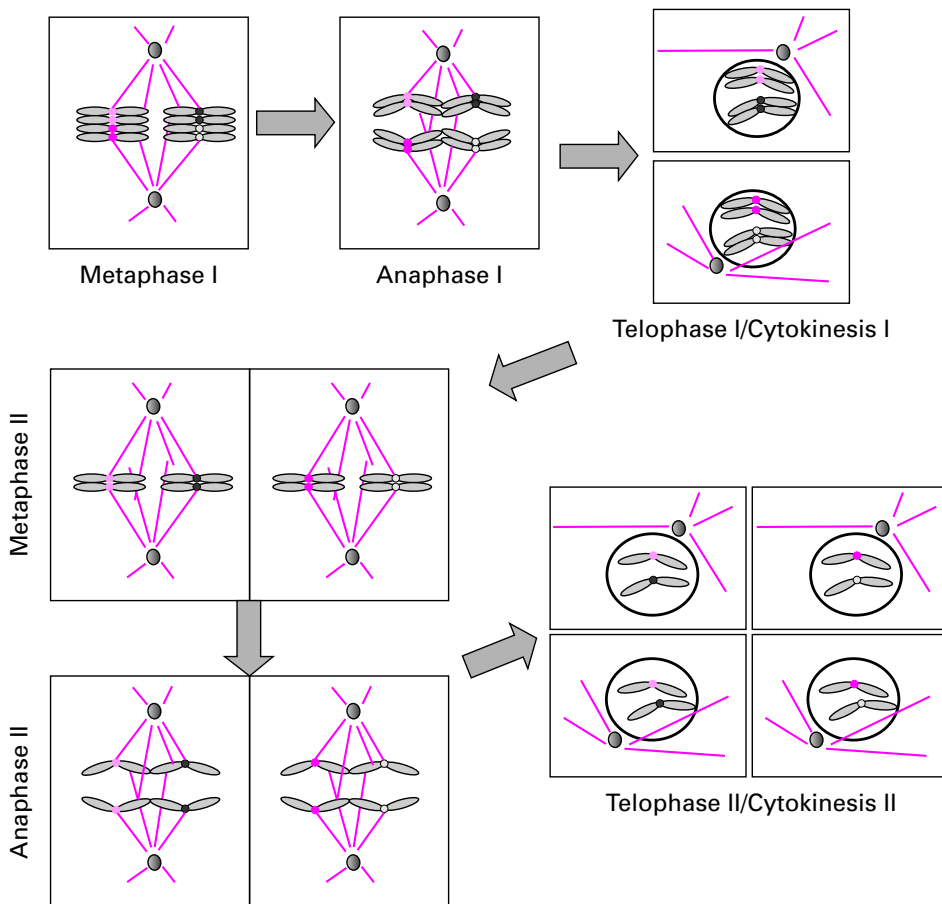 Metaphase I
Anaphase I
Telophase I/Cytokinesis I
Metaphase II
Anaphase II
Telophase II/Cytokinesis II